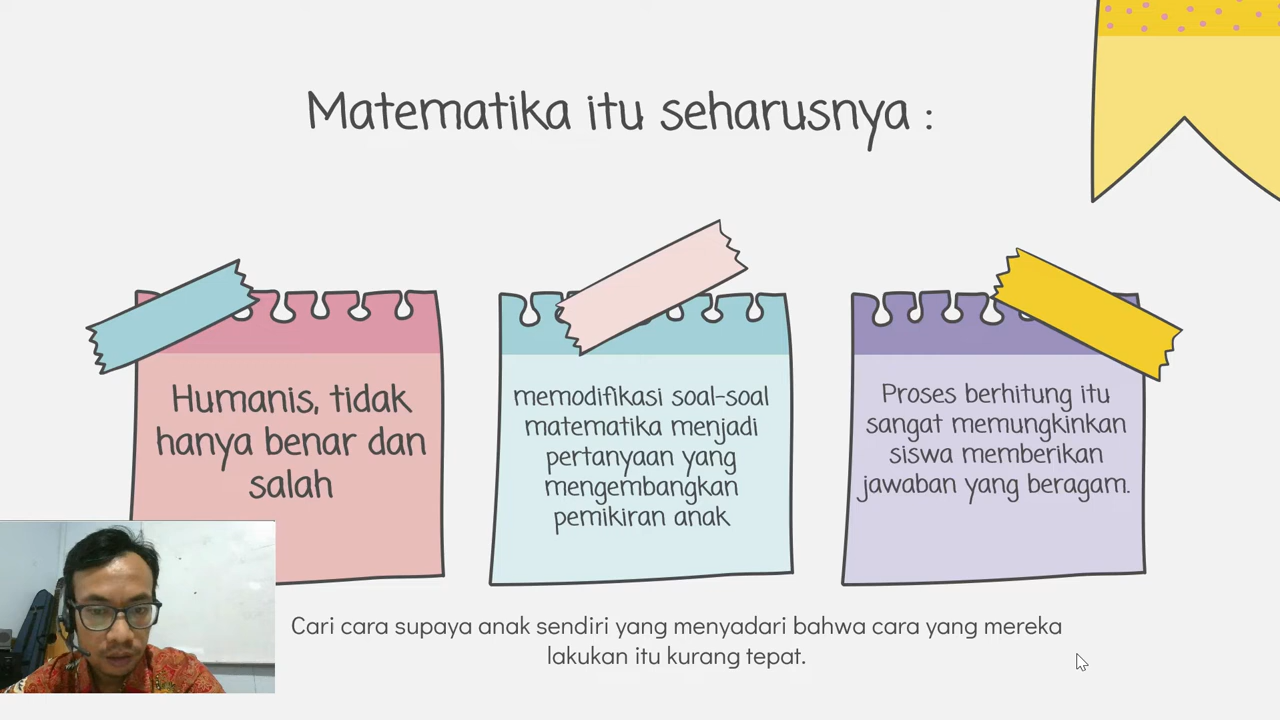 Matematika itu seharusnya :
Humanis, tidak
hanya benar dan
salah
memodifikasi soal-soal
matematika menjadi
pertanyaan yang
mengembangkan
pemikiran anak
Proses berhitung itu
sangat memungkinkan
siswa memberikan
jawaban yang beragam.
Cari cara supaya anak sendiri yang menyadari bahwa cara yang mereka
lakukan itu kurang tepat.